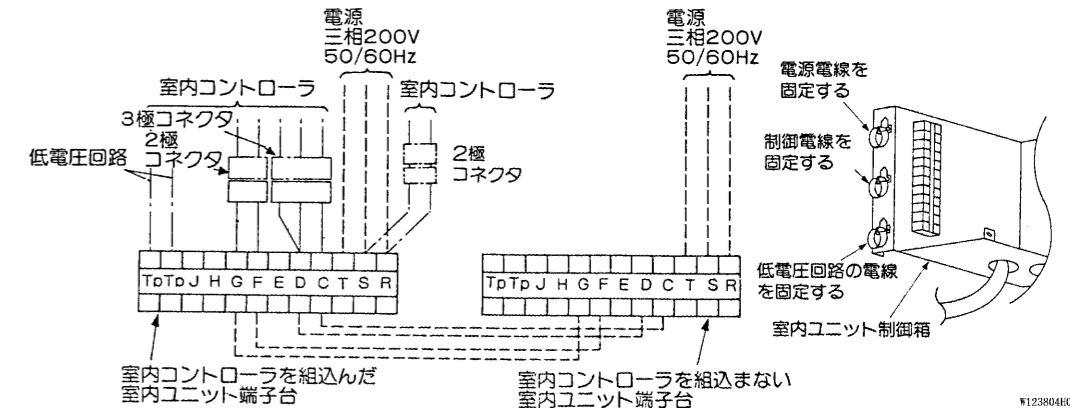 電源
三相200V
50/60Hz
電源
三相200V
50/60Hz
室内コントローラ
室内コントローラ
3極コネクタ
2極
コネクタ
低電圧回路
2極
コネクタ
Tp Tp J H G F E D C T S R
Tp Tp J H G F E D C T S R
室内コントローラを組込んだ
室内ユニット端子台
室内コントローラを組込まない
室内ユニット端子台
電源電線を
固定する
制御電線を
固定する
低電圧回路の電線
を固定する
室内ユニット制御箱